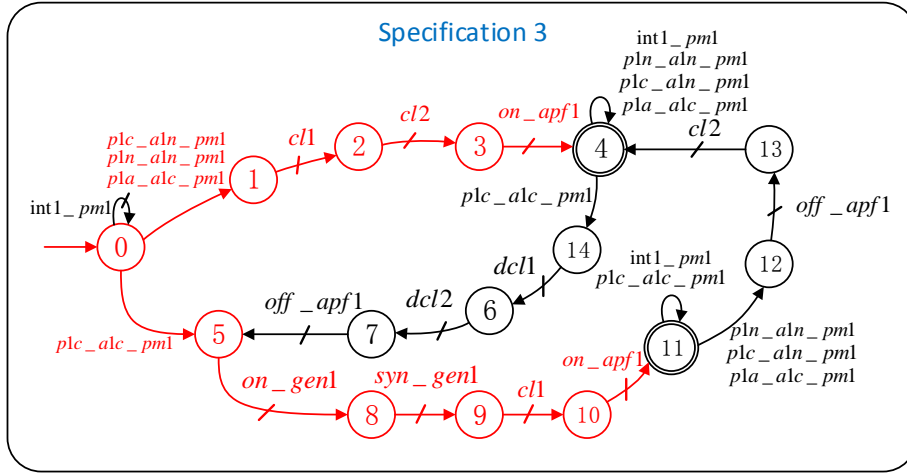 Specification 3
int1_pm1
p1n_a1n_pm1
p1c_a1n_pm1
p1a_a1c_pm1
cl2
on_apf1
cl1
cl2
p1c_a1n_pm1
p1n_a1n_pm1
p1a_a1c_pm1
1
2
3
4
13
int1_pm1
0
p1c_a1c_pm1
14
off_apf1
12
dcl1
int1_pm1
p1c_a1c_pm1
off_apf1
dcl2
6
5
7
11
p1c_a1c_pm1
p1n_a1n_pm1
p1c_a1n_pm1
p1a_a1c_pm1
on_gen1
syn_gen1
cl1
on_apf1
8
9
10